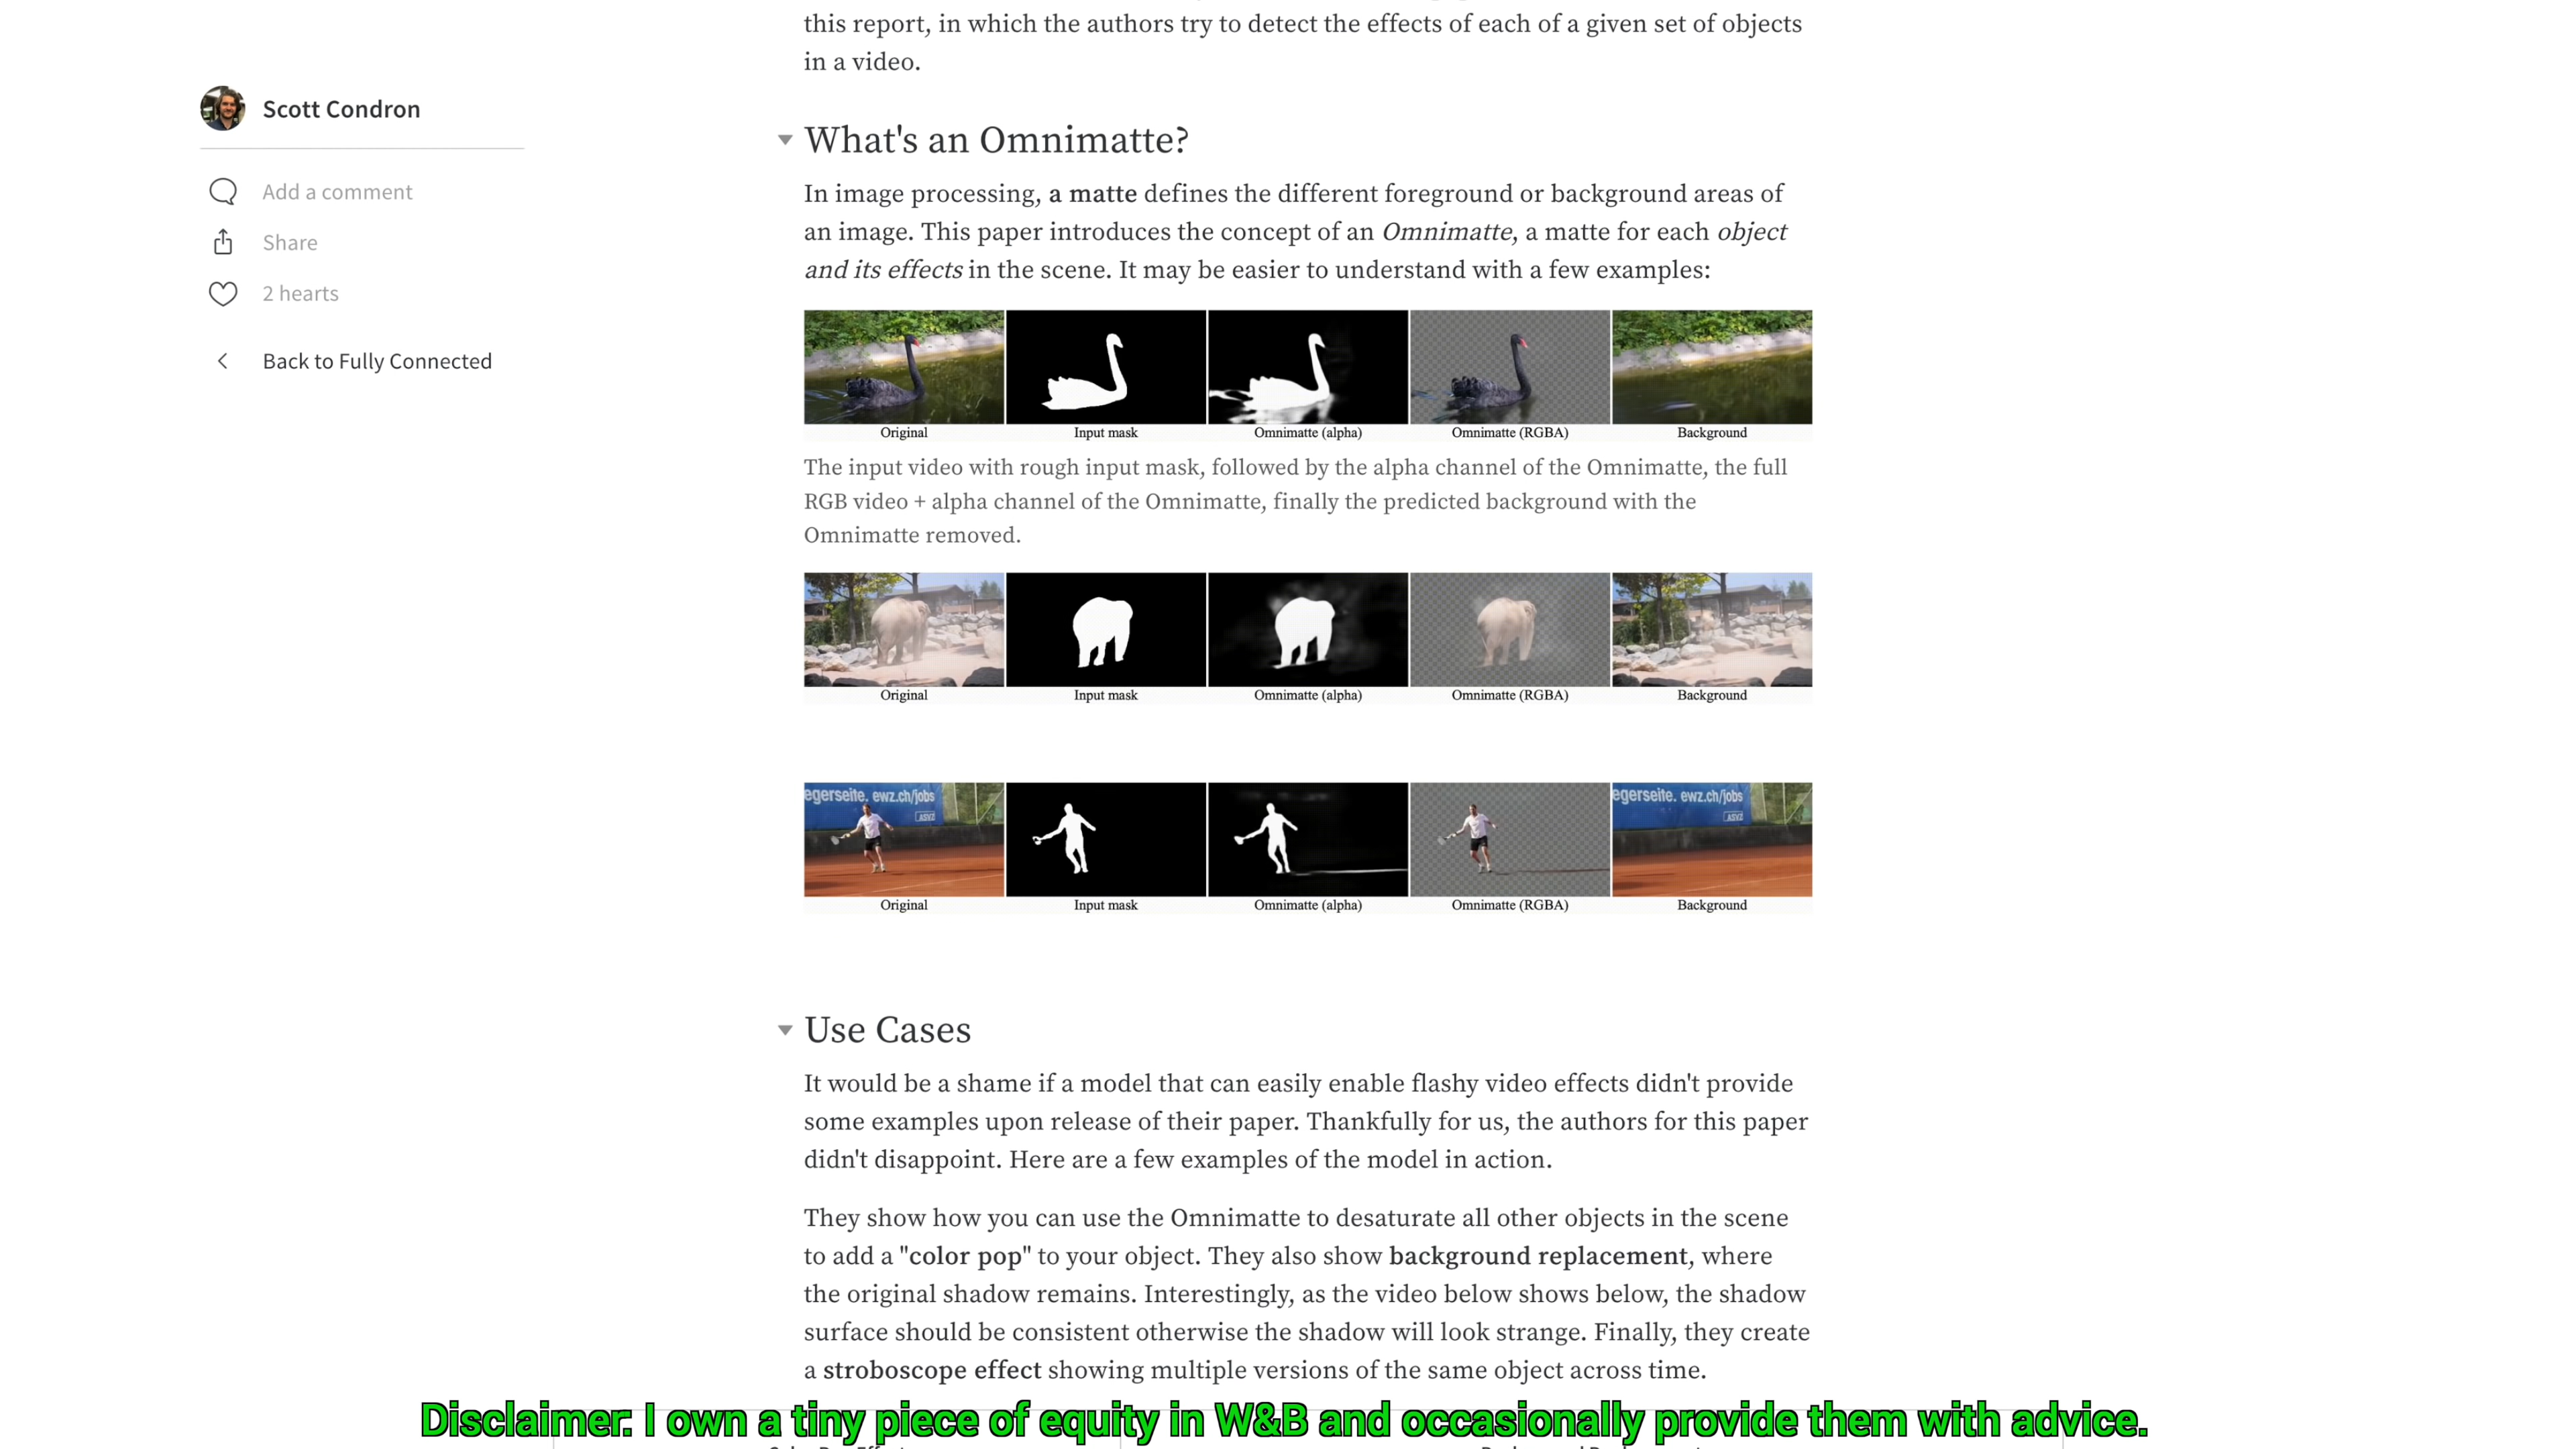 this report, in which the authors try to detect the effects of each of a given set of objects
in a video.
Scott Condron
Add a comment
Share
2 hearts
Back to Fully Connected
What's an Omnimatte?
In image processing, a matte defines the different foreground or background areas of
an image. This paper introduces the concept of an Omnimatte, a matte for each object
and its effects in the scene. It may be easier to understand with a few examples:
Original Input mask Omnimatte (alpha) Omnimatte (RGBA) Background
The input video with rough input mask, followed by the alpha channel of the Omnimatte, the full
RGB video + alpha channel of the Omnimatte, finally the predicted background with the
Omnimatte removed.
Original Input mask Omnimatte (alpha) Omnimatte (RGBA) Background
egerseite. ewz.ch/jobs egerseite. ewz.ch/jobs
ASVZ ASVZ
Original Input mask Omnimatte (alpha) Omnimatte (RGBA) Background
Use Cases
It would be a shame if a model that can easily enable flashy video effects didn't provide
some examples upon release of their paper. Thankfully for us, the authors for this paper
didn't disappoint. Here are a few examples of the model in action.
They show how you can use the Omnimatte to desaturate all other objects in the scene
to add a "color pop" to your object. They also show background replacement, where
the original shadow remains. Interestingly, as the video below shows below, the shadow
surface should be consistent otherwise the shadow will look strange. Finally, they create
a stroboscope effect showing multiple versions of the same object across time.
Disclaimer: I own a tiny piece of equity in W&B and occasionally provide them with advice.